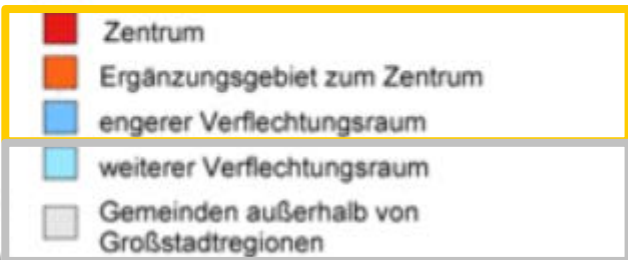 Zentrum
Ergänzungsgebiet zum Zentrum
engerer Verflechtungsraum
weiterer Verflechtungsraum
Gemeinden außerhalb von
Großstadtregionen